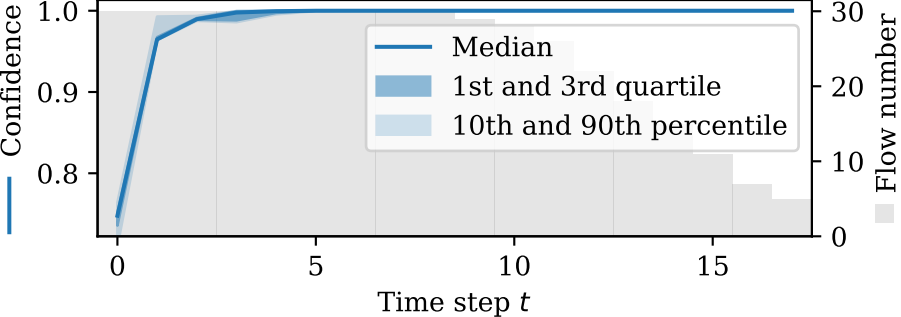 Confidence
1.0
0.9
0.8
Median
1st and 3rd quartile
10th and 90th percentile
30
20
10
0
Flow number
0
5
10
15
Time step t